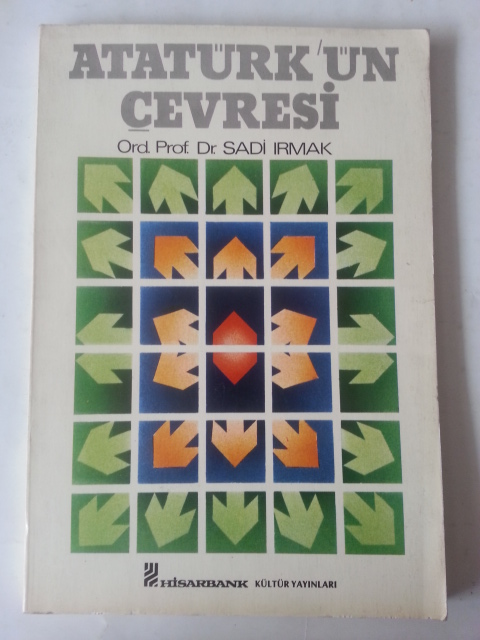 ATATÜRK'ÜN
ÇEVRESİ
Ord. Prof. Dr. SADİ IRMAK
HİSARBANK KÜLTÜR YAYINLARI